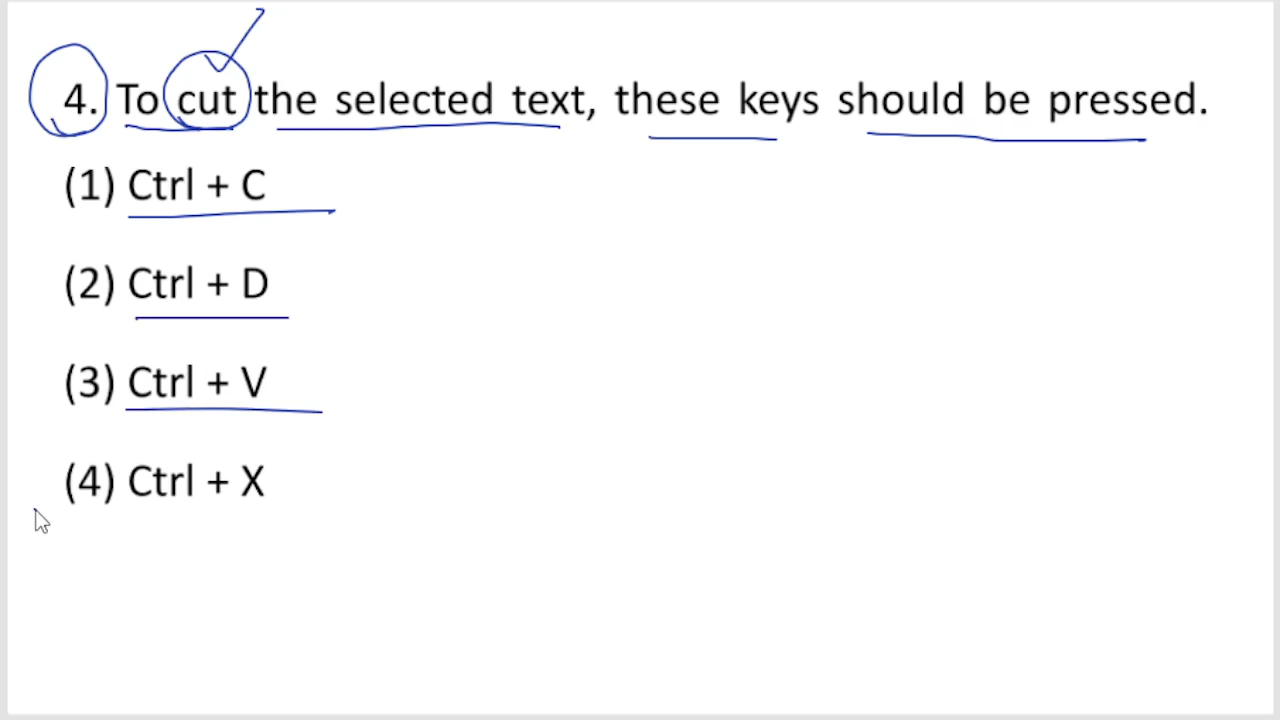 4. To cut the selected text, these keys should be pressed.
(1) Ctrl + C
(2) Ctrl + D
(3) Ctrl + V
(4) Ctrl + X